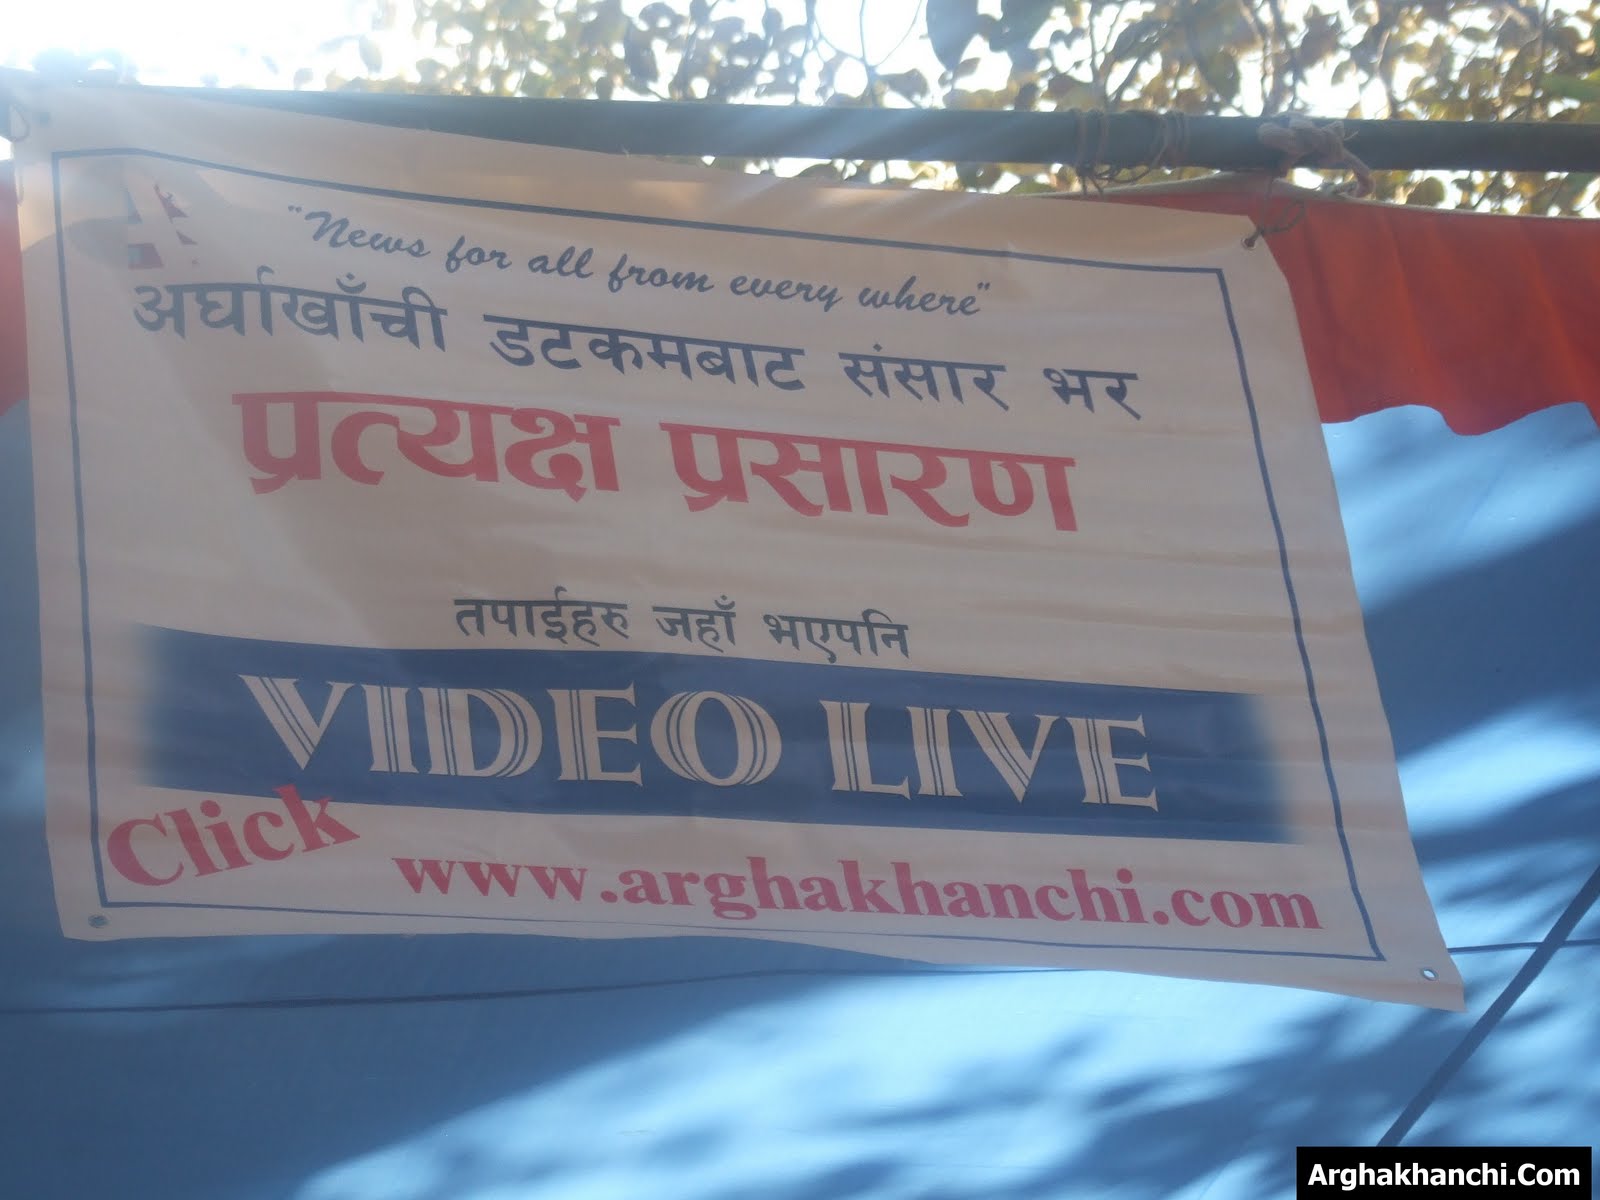 "News for all from every where"
अर्घाखाँची डटकमबाट संसार भर
प्रत्यक्ष प्रसारण
तपाईहरु जहाँ भएपनि
VIDEO LIVE
Click www.arghakhanchi.com
Arghakhanchi.Com